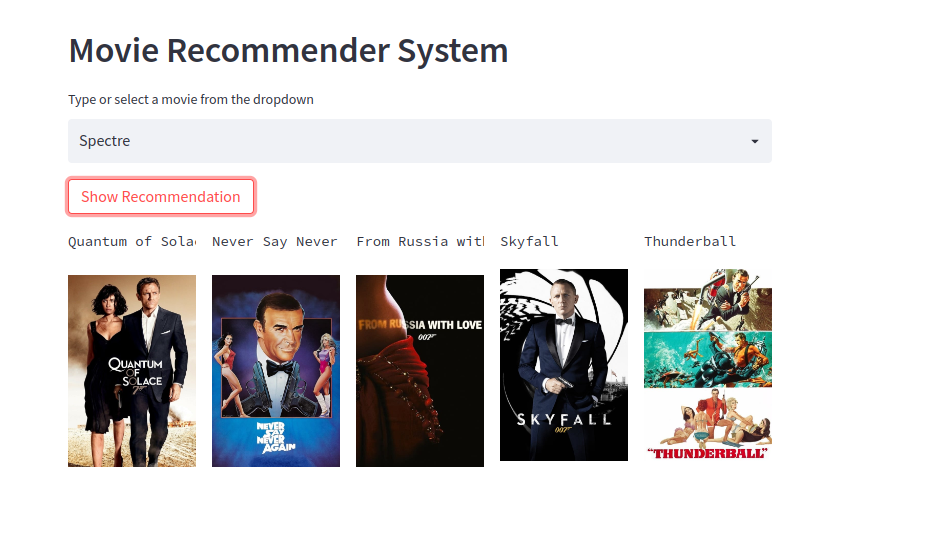 Movie Recommender System
Type or select a movie from the dropdown
Spectre
Show Recommendation
Quantum of Sola
Never Say Never
From Russia wit
Skyfall
Thunderball
QUANTUM
OF
SOLACE
NEVER
SAY
NEVER
AGAIN
FROM RUSSIA WITH LOVE
007
SKYFALL
007
"THUNDERBALL"